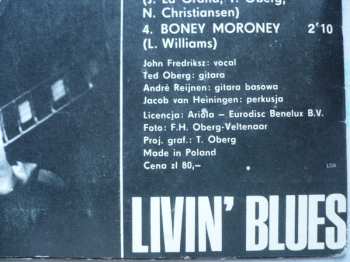 (J. La Grand, T. Oberg,
N. Christiansen)
4. BONEY MORONEY 2'10
(L. Williams)
John Fredriksz: vocal
Ted Oberg: gitara
André Reijnen: gitara basowa
Jacob van Heiningen: perkusja
Licencja: Ariola – Eurodisc Benelux B.V.
Foto: F.H. Oberg-Veltenaar
Proj. graf.: T. Oberg
Made in Poland
Cena zł 80,–
LIVIN' BLUES